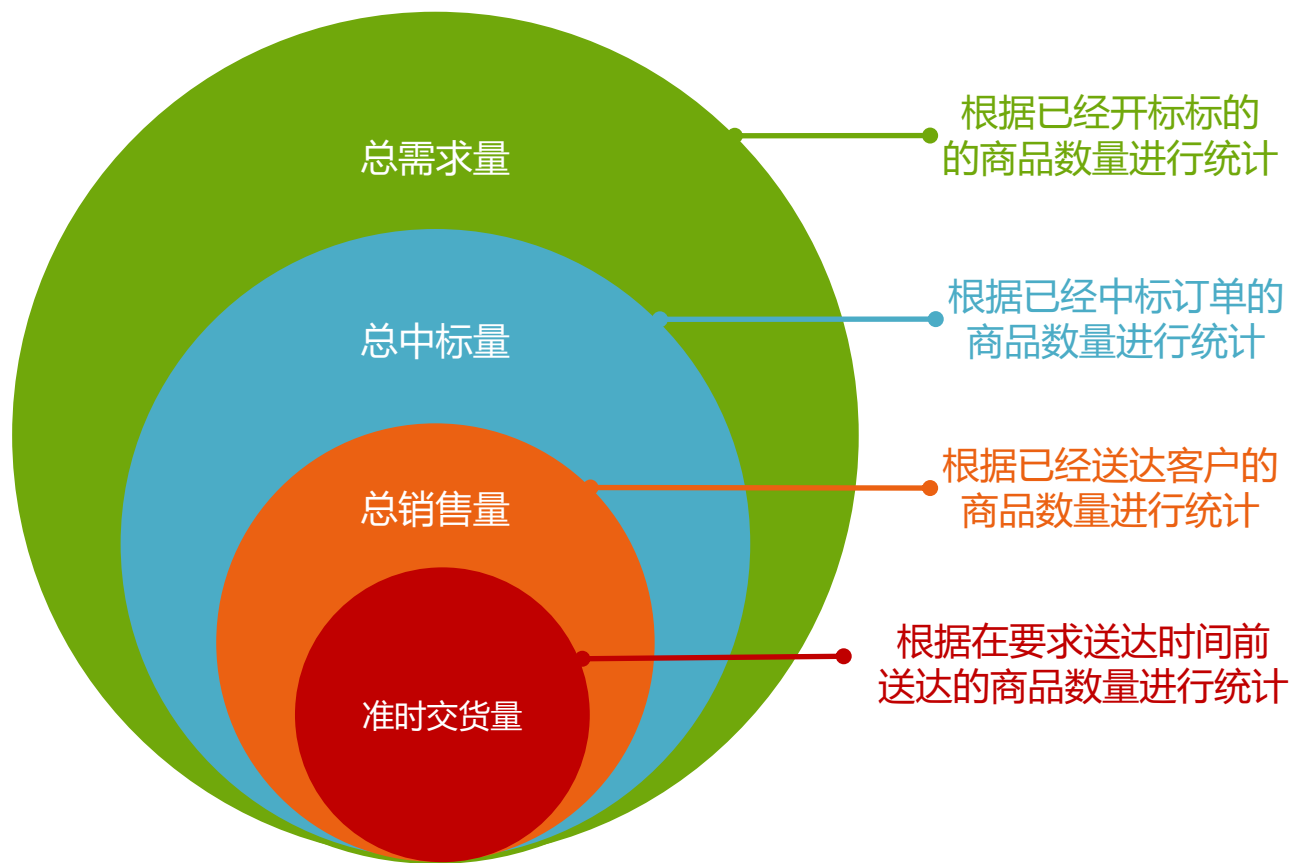 总需求量
根据已经开标标的
的商品数量进行统计
总中标量
根据已经中标订单的
商品数量进行统计
总销售量
根据已经送达客户的
商品数量进行统计
准时交货量
根据在要求送达时间前
送达的商品数量进行统计